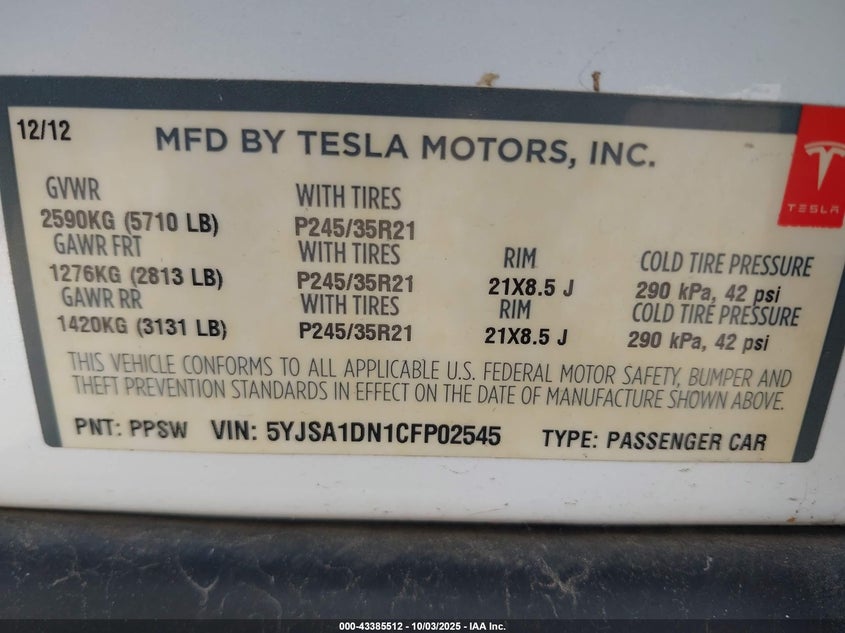 12/12
MFD BY TESLA MOTORS, INC.
TESLA
GVWR WITH TIRES
2590KG (5710 LB) P245/35R21
GAWR FRT WITH TIRES RIM COLD TIRE PRESSURE
1276KG (2813 LB) P245/35R21 21X8.5 J 290 kPa, 42 psi
GAWR RR WITH TIRES RIM COLD TIRE PRESSURE
1420KG (3131 LB) P245/35R21 21X8.5 J 290 kPa, 42 psi
THIS VEHICLE CONFORMS TO ALL APPLICABLE U.S. FEDERAL MOTOR SAFETY, BUMPER AND
THEFT PREVENTION STANDARDS IN EFFECT ON THE DATE OF MANUFACTURE SHOWN ABOVE.
PNT: PPSW VIN: 5YJSA1DN1CFP02545 TYPE: PASSENGER CAR
000-43385512 - 10/03/2025 - IAA Inc.